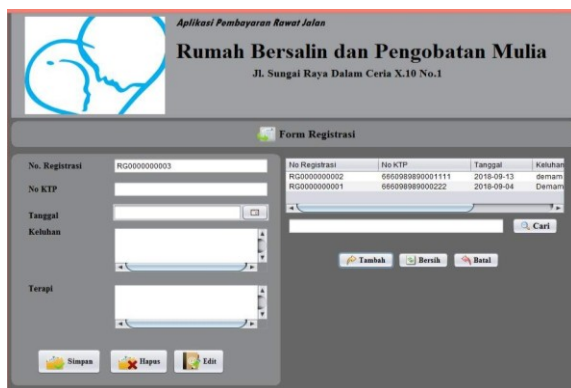 Aplikasi Pembayaran Rawat Jalan
Rumah Bersalin dan Pengobatan Mulia
Jl. Sungai Raya Dalam Ceria X.10 No.1
Form Registrasi
No. Registrasi RG0000000003
No KTP
Tanggal
Keluhan
Terapi
Simpan Hapus Edit
No Registrasi No KTP Tanggal Keluhan
RG0000000002 6660989890001111 2018-09-13 demam
RG0000000001 666098989000222 2018-09-04 Demam
Cari
Tambah Bersih Batal